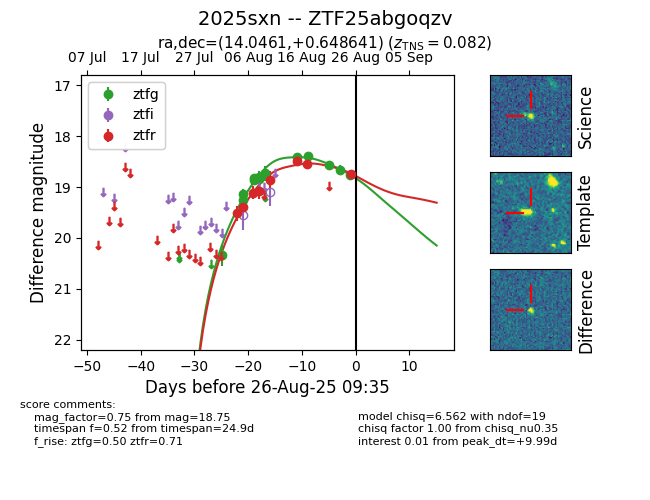 2025sxn -- ZTF25abgoqzv
ra,dec=(14.0461,+0.648641) (z_TNS = 0.082)
07 Jul 17 Jul 27 Jul 06 Aug 16 Aug 26 Aug 05 Sep
ztfg
ztfi
ztfr
17
18
19
20
21
22
Difference magnitude
−50 −40 −30 −20 −10 0 10
Days before 26-Aug-25 09:35
Science
Template
Difference
score comments:
mag_factor=0.75 from mag=18.75
timespan f=0.52 from timespan=24.9d
f_rise: ztfg=0.50 ztfr=0.71
model chisq=6.562 with ndof=19
chisq factor 1.00 from chisq_nu0.35
interest 0.01 from peak_dt=+9.99d